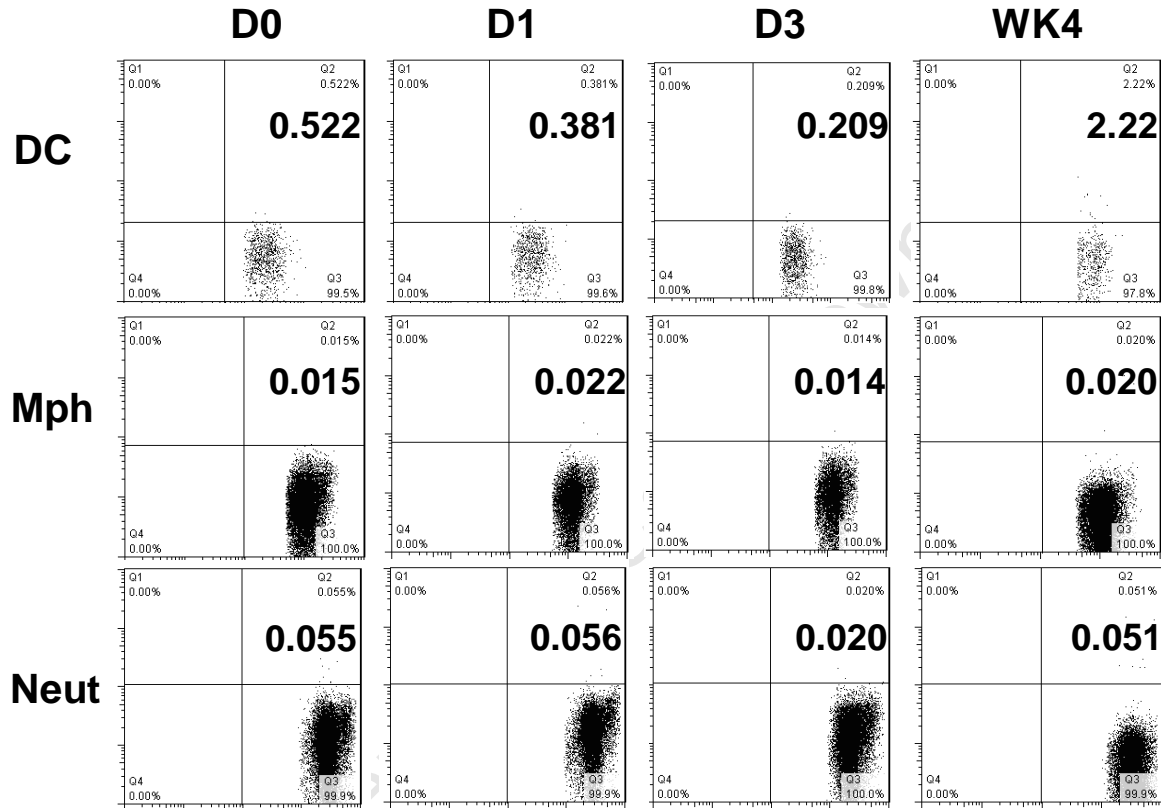 D0 D1 D3 WK4
DC
Q1 Q2 Q1 Q2 Q1 Q2 Q1 Q2
0.00% 0.522% 0.00% 0.381% 0.00% 0.209% 0.00% 2.22%
0.522 0.381 0.209 2.22
Q4 Q3 Q4 Q3 Q4 Q3 Q4 Q3
0.00% 99.5% 0.00% 99.6% 0.00% 99.8% 0.00% 97.8%
Mph
Q1 Q2 Q1 Q2 Q1 Q2 Q1 Q2
0.00% 0.015% 0.00% 0.022% 0.00% 0.014% 0.00% 0.020%
0.015 0.022 0.014 0.020
Q4 Q3 Q4 Q3 Q4 Q3 Q4 Q3
0.00% 100.0% 0.00% 100.0% 0.00% 100.0% 0.00% 100.0%
Neut
Q1 Q2 Q1 Q2 Q1 Q2 Q1 Q2
0.00% 0.055% 0.00% 0.056% 0.00% 0.020% 0.00% 0.051%
0.055 0.056 0.020 0.051
Q4 Q3 Q4 Q3 Q4 Q3 Q4 Q3
0.00% 99.9% 0.00% 99.9% 0.00% 100.0% 0.00% 99.9%